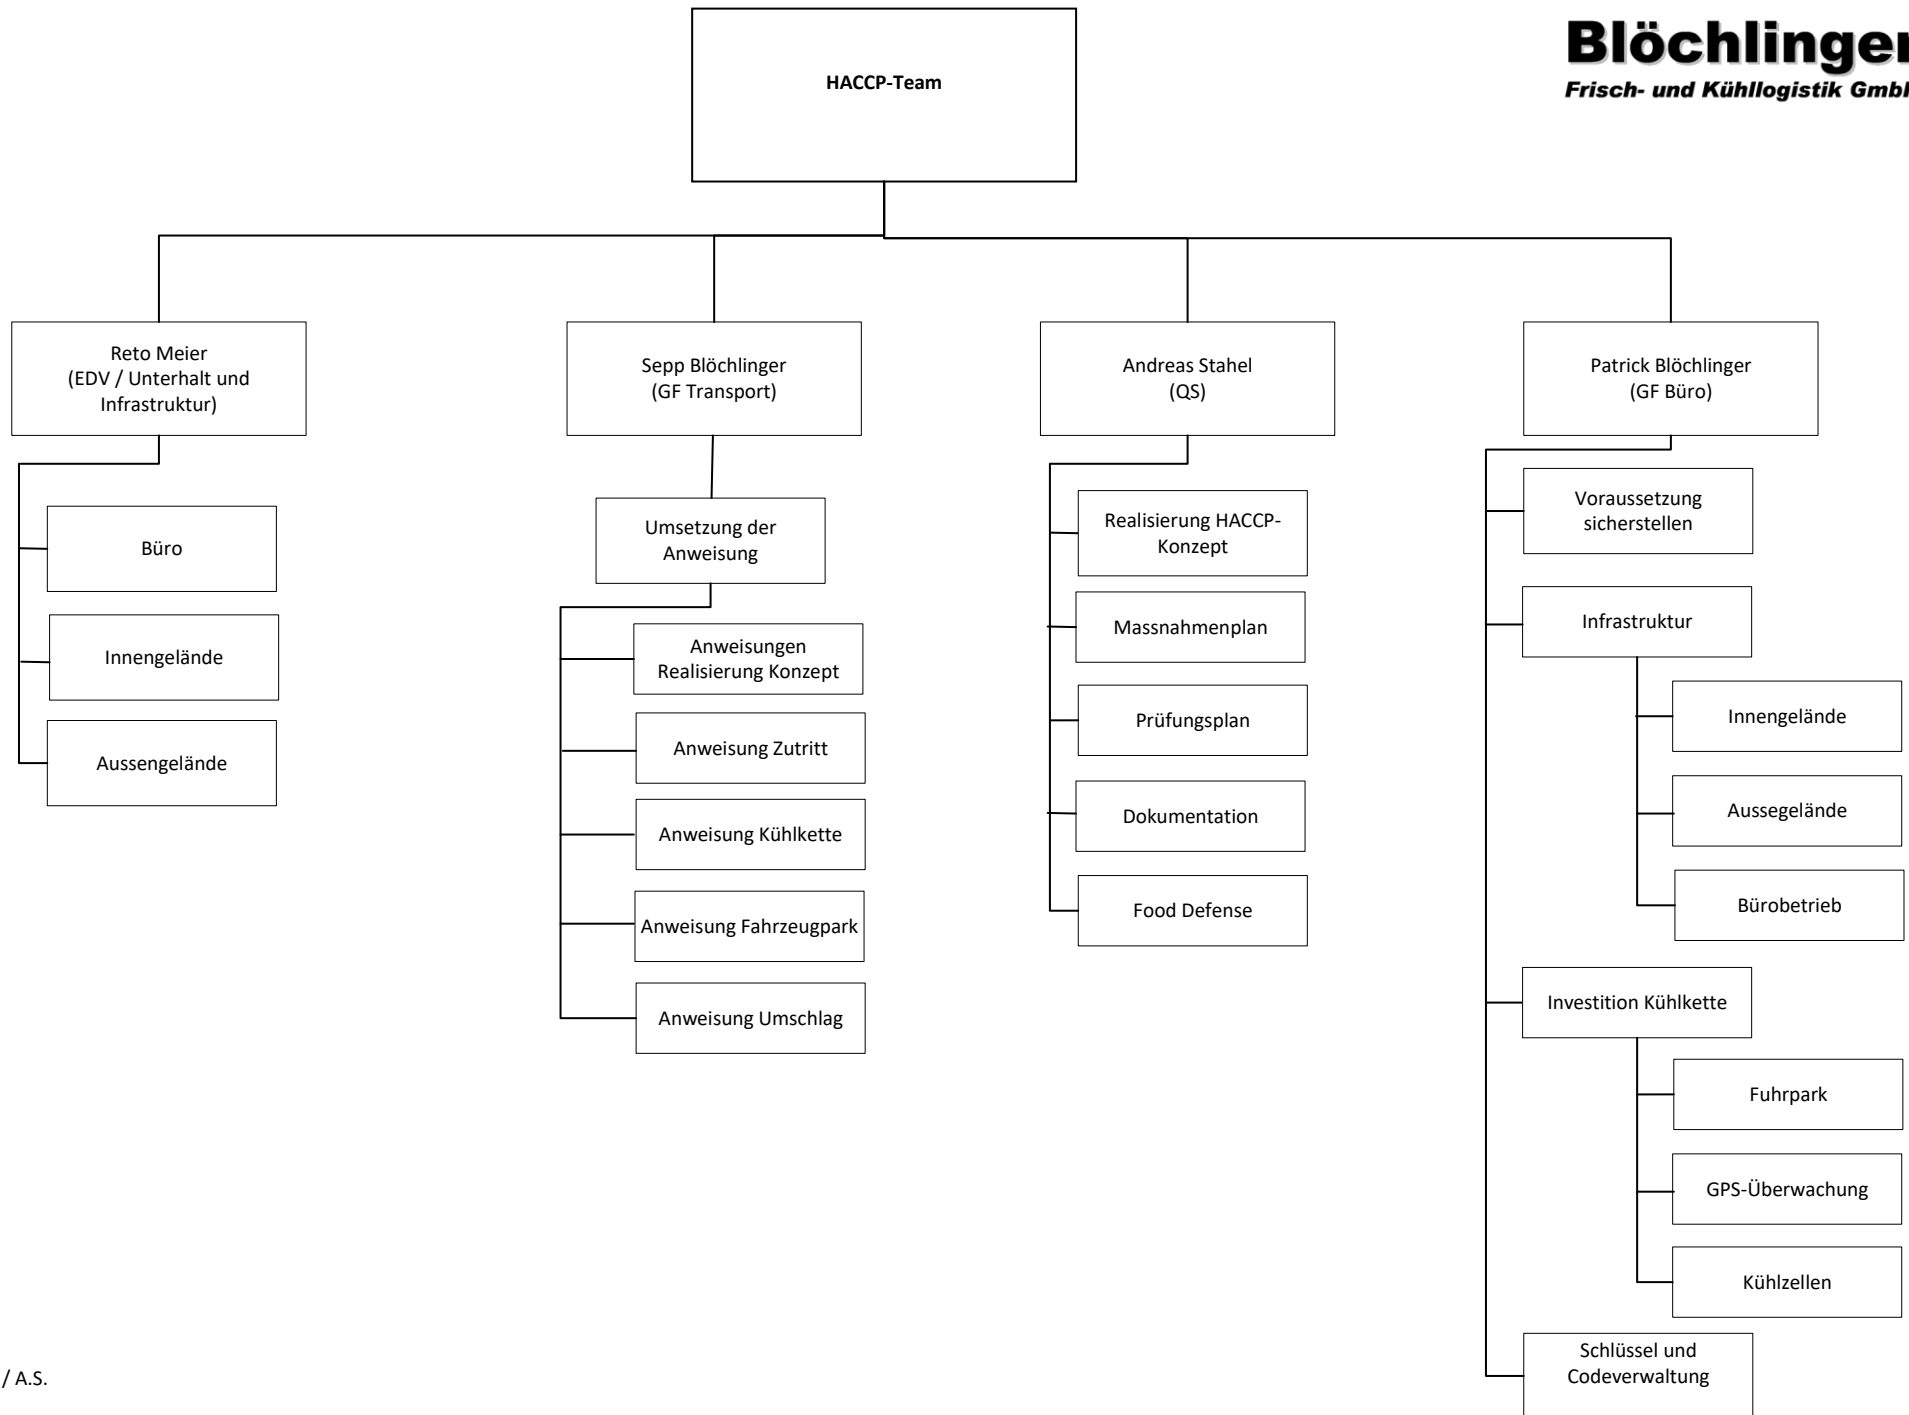 Blöchlinger
Frisch- und Kühllogistik GmbH
HACCP-Team
Reto Meier
(EDV / Unterhalt und
Infrastruktur)
Büro
Innengelände
Aussengelände
Sepp Blöchlinger
(GF Transport)
Umsetzung der
Anweisung
Anweisungen
Realisierung Konzept
Anweisung Zutritt
Anweisung Kühlkette
Anweisung Fahrzeugpark
Anweisung Umschlag
Andreas Stahel
(QS)
Realisierung HACCP-
Konzept
Massnahmenplan
Prüfungsplan
Dokumentation
Food Defense
Patrick Blöchlinger
(GF Büro)
Voraussetzung
sicherstellen
Infrastruktur
Innengelände
Aussegelände
Bürobetrieb
Investition Kühlkette
Fuhrpark
GPS-Überwachung
Kühlzellen
Schlüssel und
Codeverwaltung
/ A.S.